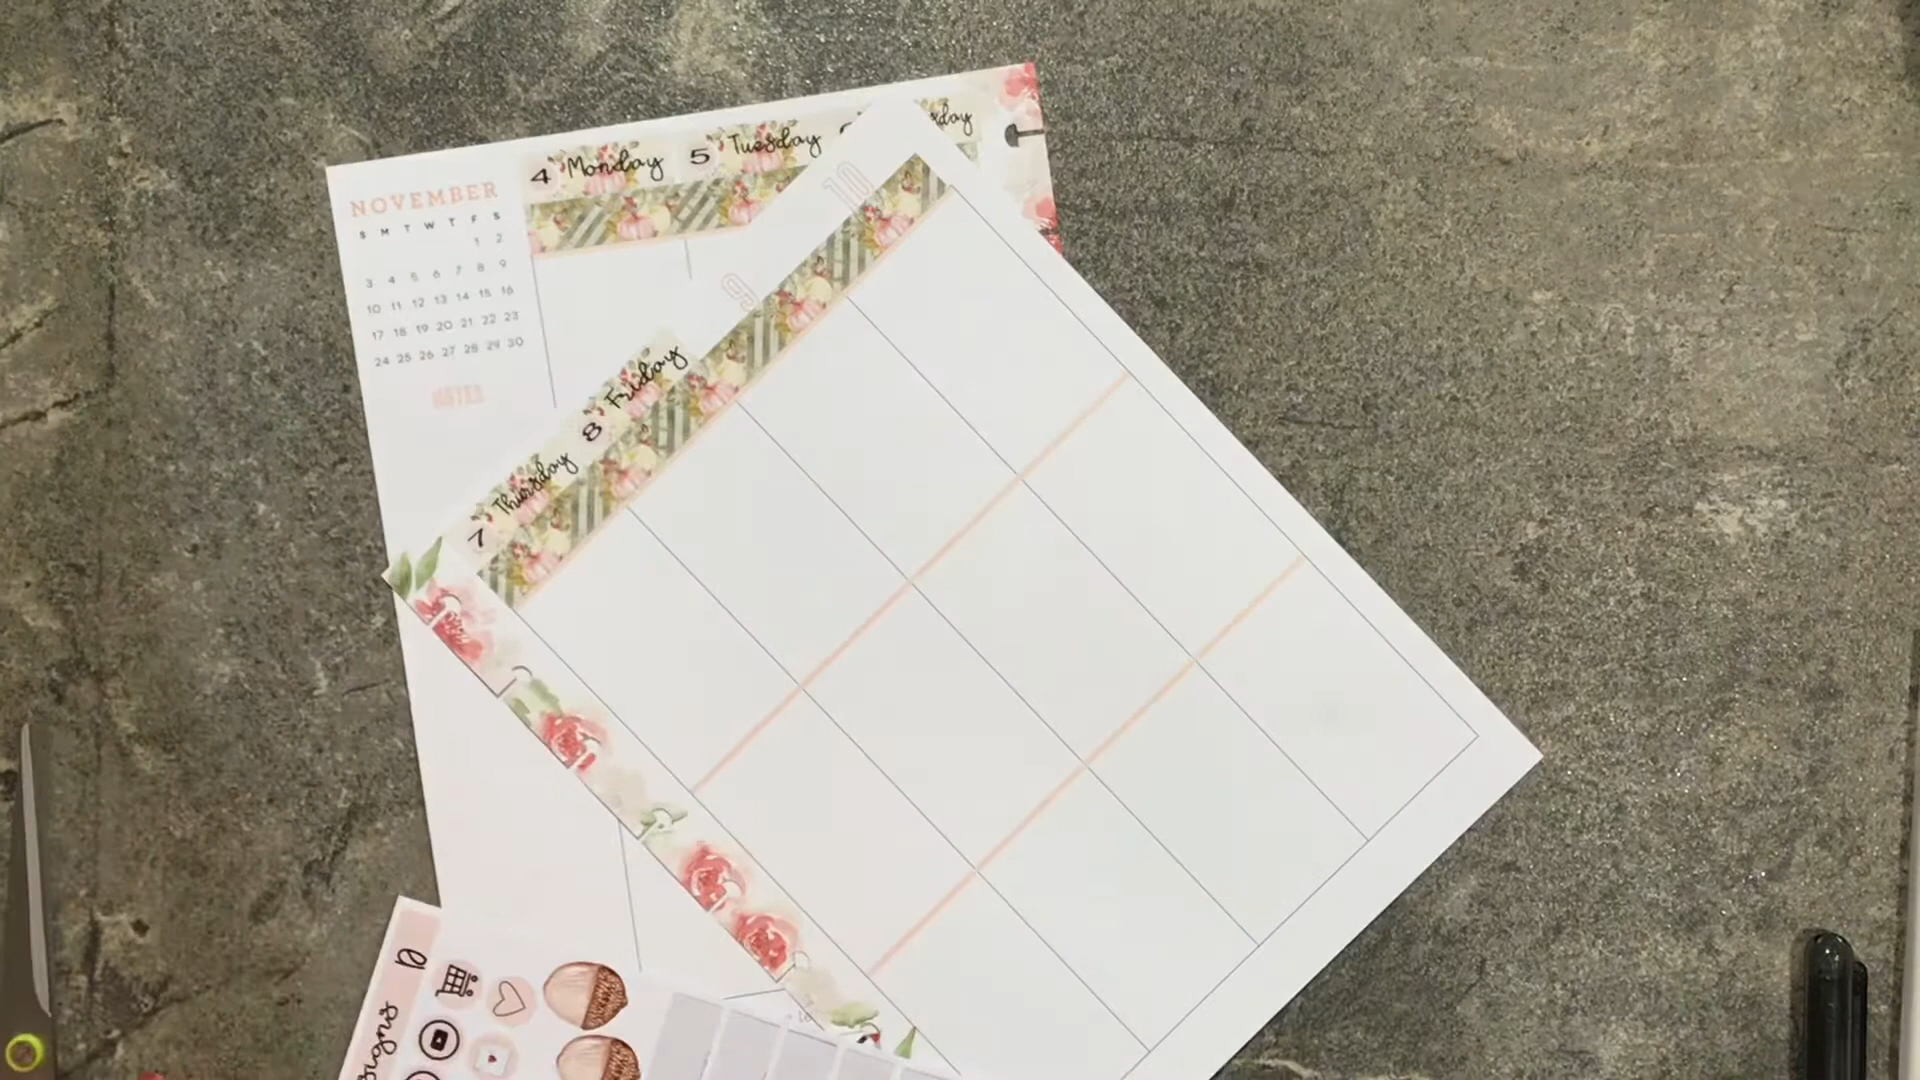 4 Monday 5 Tuesday
NOVEMBER
S M T W T F S
1 2
3 4 5 6 7 8 9
10 11 12 13 14 15 16
17 18 19 20 21 22 23
24 25 26 27 28 29 30
NOTES
10
9
7 Thursday 8 Friday